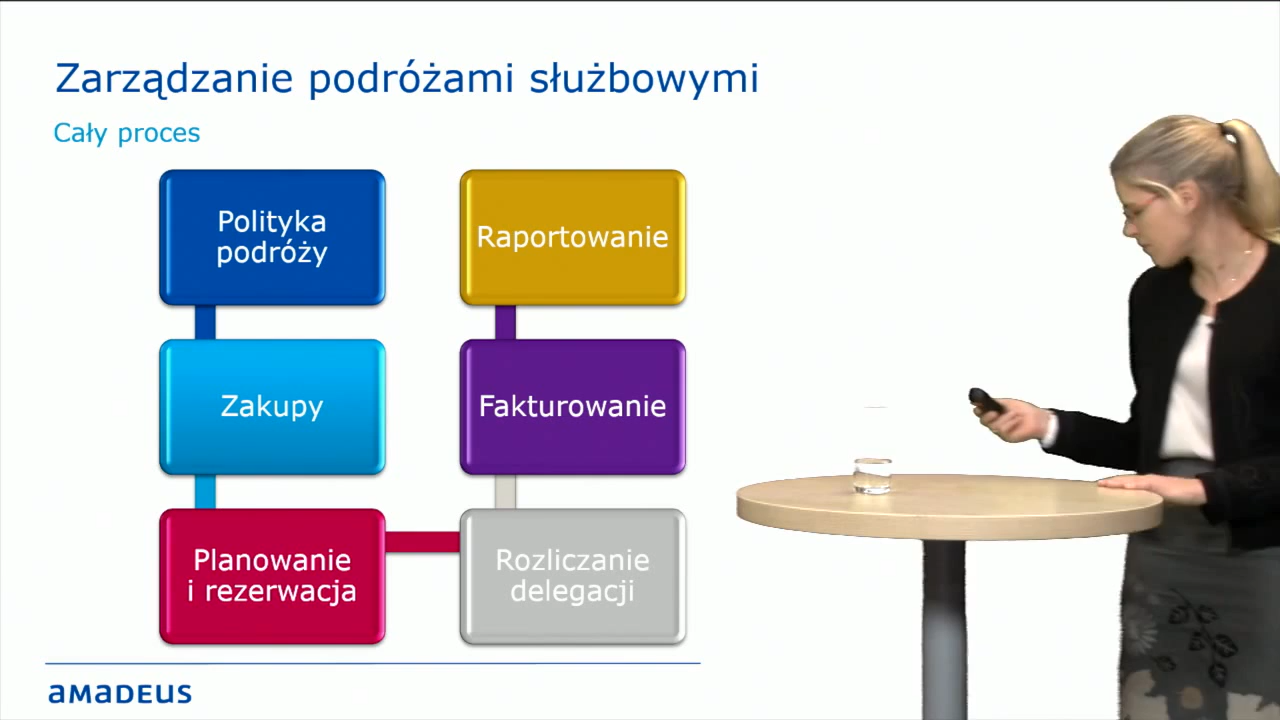 Zarządzanie podróżami służbowymi
Cały proces
Polityka
podróży
Zakupy
Planowanie
i rezerwacja
Rozliczanie
delegacji
Fakturowanie
Raportowanie
amadeus